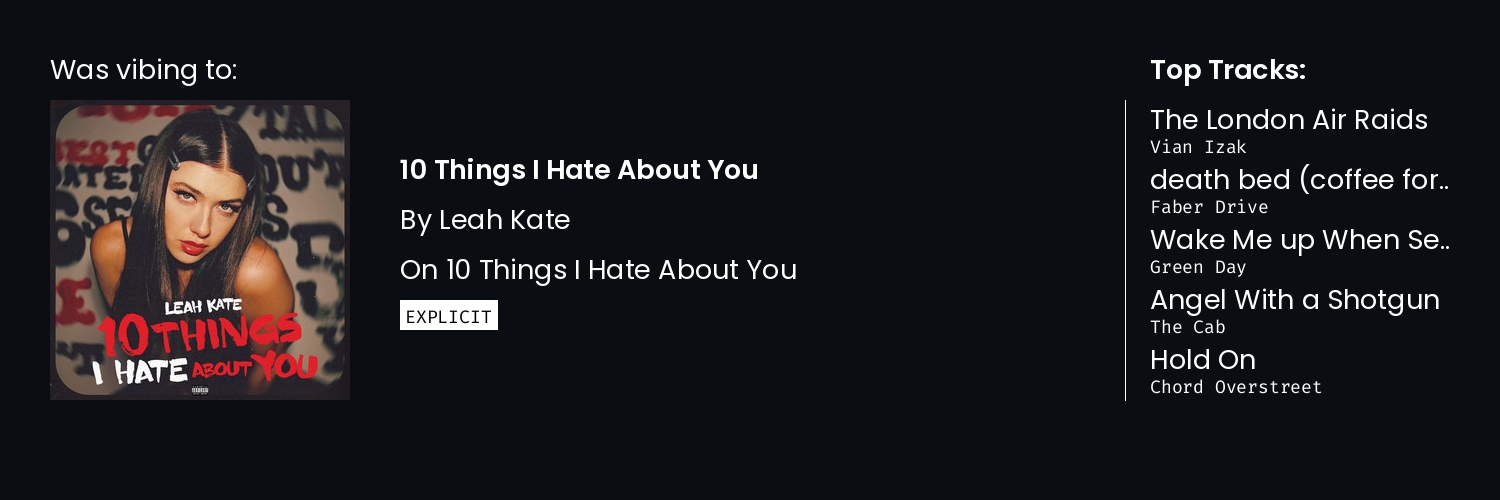 Was vibing to:
LEAH KATE
10 THINGS
I HATE ABOUT YOU
10 Things I Hate About You
By Leah Kate
On 10 Things I Hate About You
EXPLICIT
Top Tracks:
The London Air Raids
Vian Izak
death bed (coffee for..
Faber Drive
Wake Me up When Se..
Green Day
Angel With a Shotgun
The Cab
Hold On
Chord Overstreet